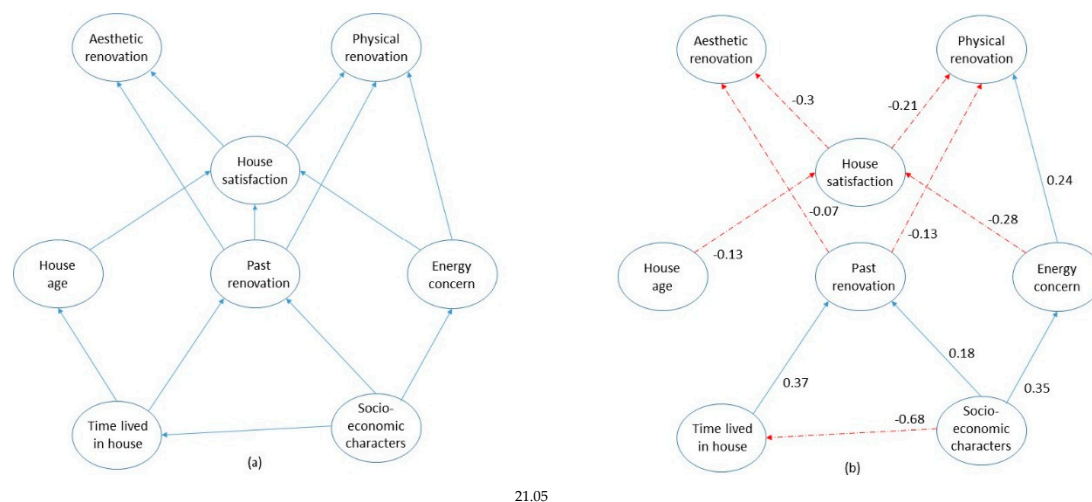 Aesthetic
renovation
Physical
renovation
House
satisfaction
House
age
Past
renovation
Energy
concern
Time lived
in house
Socio-
economic
characters
(a)
Aesthetic
renovation
Physical
renovation
-0.3
-0.21
House
satisfaction
0.24
-0.07
-0.28
-0.13
-0.13
House
age
Past
renovation
Energy
concern
0.18
0.37
0.35
Time lived
in house
-0.68
Socio-
economic
characters
(b)
21.05